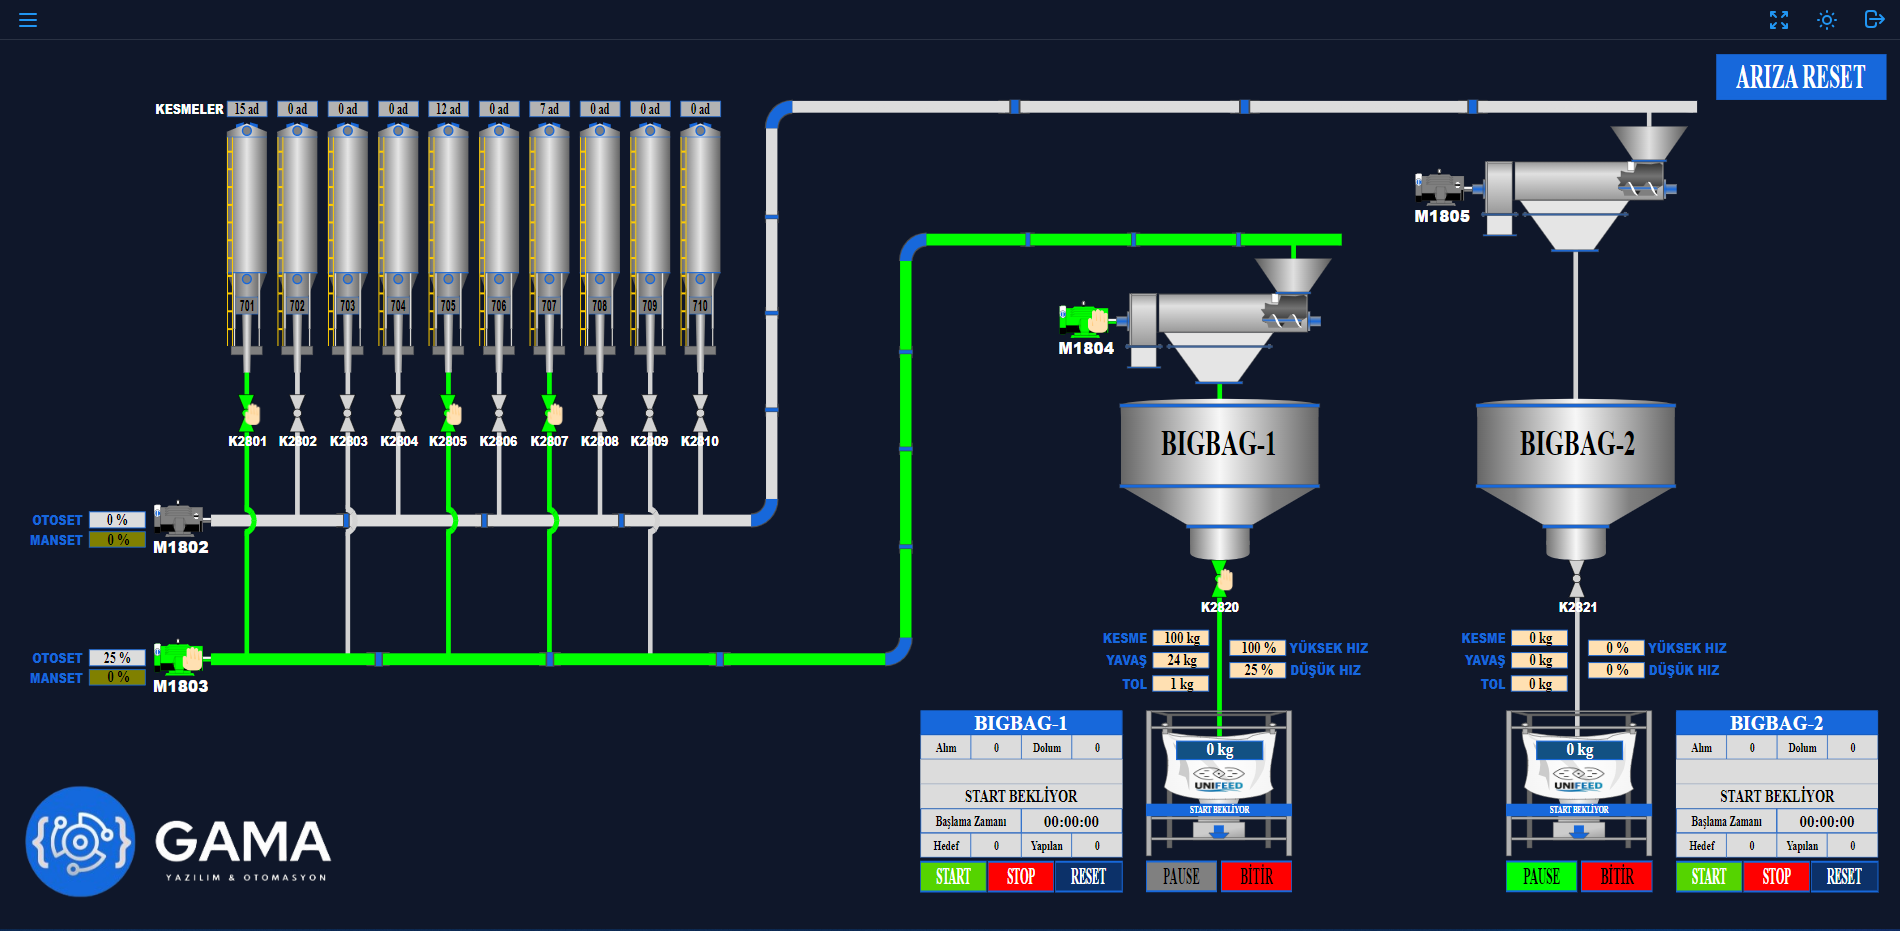 ARIZA RESET
KESMELER 15 ad 0 ad 0 ad 0 ad 12 ad 0 ad 7 ad 0 ad 0 ad 0 ad
M1805
701 702 703 704 705 706 707 708 709 710
M1804
K2801 K2802 K2803 K2804 K2805 K2806 K2807 K2808 K2809 K2810
BIGBAG-1
BIGBAG-2
OTOSET 0 %
MANSET 0 %
M1802
K2820
K2821
OTOSET 25 %
MANSET 0 %
M1803
KESME 100 kg
YAVAŞ 24 kg
TOL 1 kg
100 % YÜKSEK HIZ
25 % DÜŞÜK HIZ
KESME 0 kg
YAVAŞ 0 kg
TOL 0 kg
0 % YÜKSEK HIZ
0 % DÜŞÜK HIZ
BIGBAG-1
Alım 0 Dolum 0
START BEKLİYOR
Başlama Zamanı 00:00:00
Hedef 0 Yapılan 0
START STOP RESET
0 kg
UNIFEED
START BEKLİYOR
PAUSE BİTİR
0 kg
UNIFEED
START BEKLİYOR
PAUSE BİTİR
BIGBAG-2
Alım 0 Dolum 0
START BEKLİYOR
Başlama Zamanı 00:00:00
Hedef 0 Yapılan 0
START STOP RESET
GAMA
YAZILIM & OTOMASYON